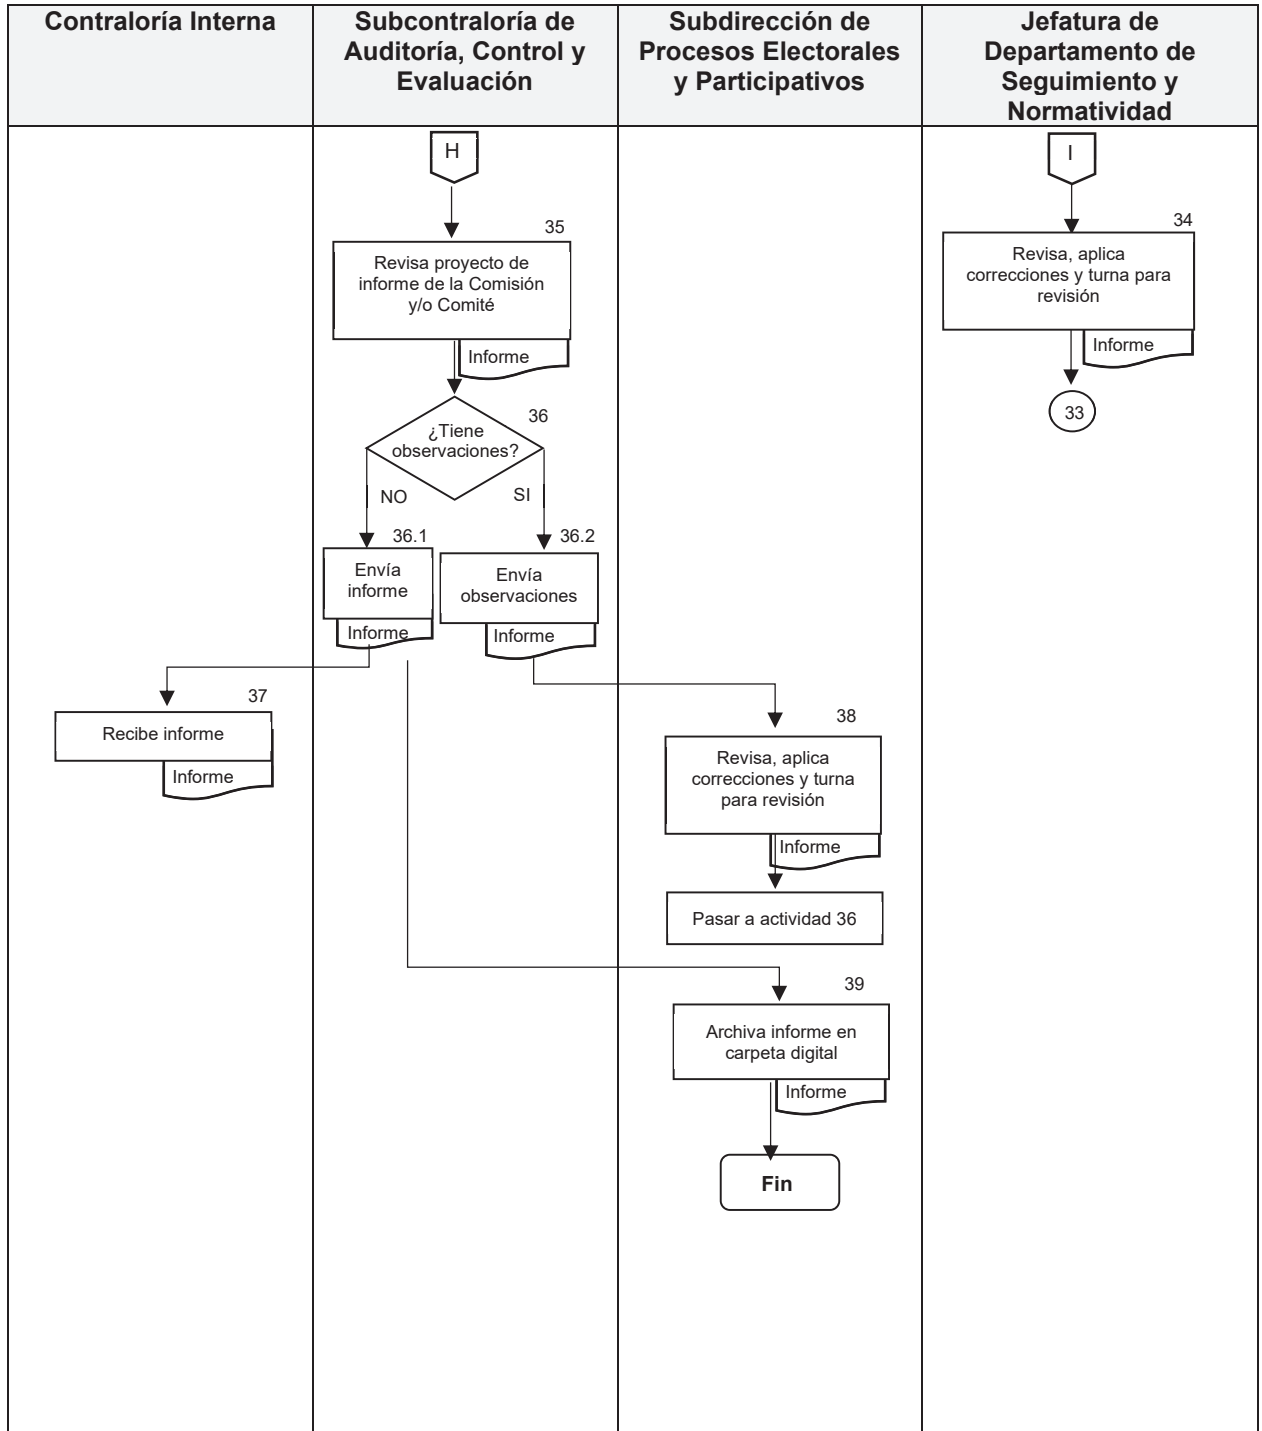 Contraloría Interna
Subcontraloría de
Auditoría, Control y
Evaluación
Subdirección de
Procesos Electorales
y Participativos
Jefatura de
Departamento de
Seguimiento y
Normatividad
H
I
35
Revisa proyecto de
informe de la Comisión
y/o Comité
Informe
34
Revisa, aplica
correcciones y turna para
revisión
Informe
33
36
¿Tiene
observaciones?
NO
SI
36.1
Envía
informe
Informe
36.2
Envía
observaciones
Informe
37
Recibe informe
Informe
38
Revisa, aplica
correcciones y turna
para revisión
Informe
Pasar a actividad 36
39
Archiva informe en
carpeta digital
Informe
Fin